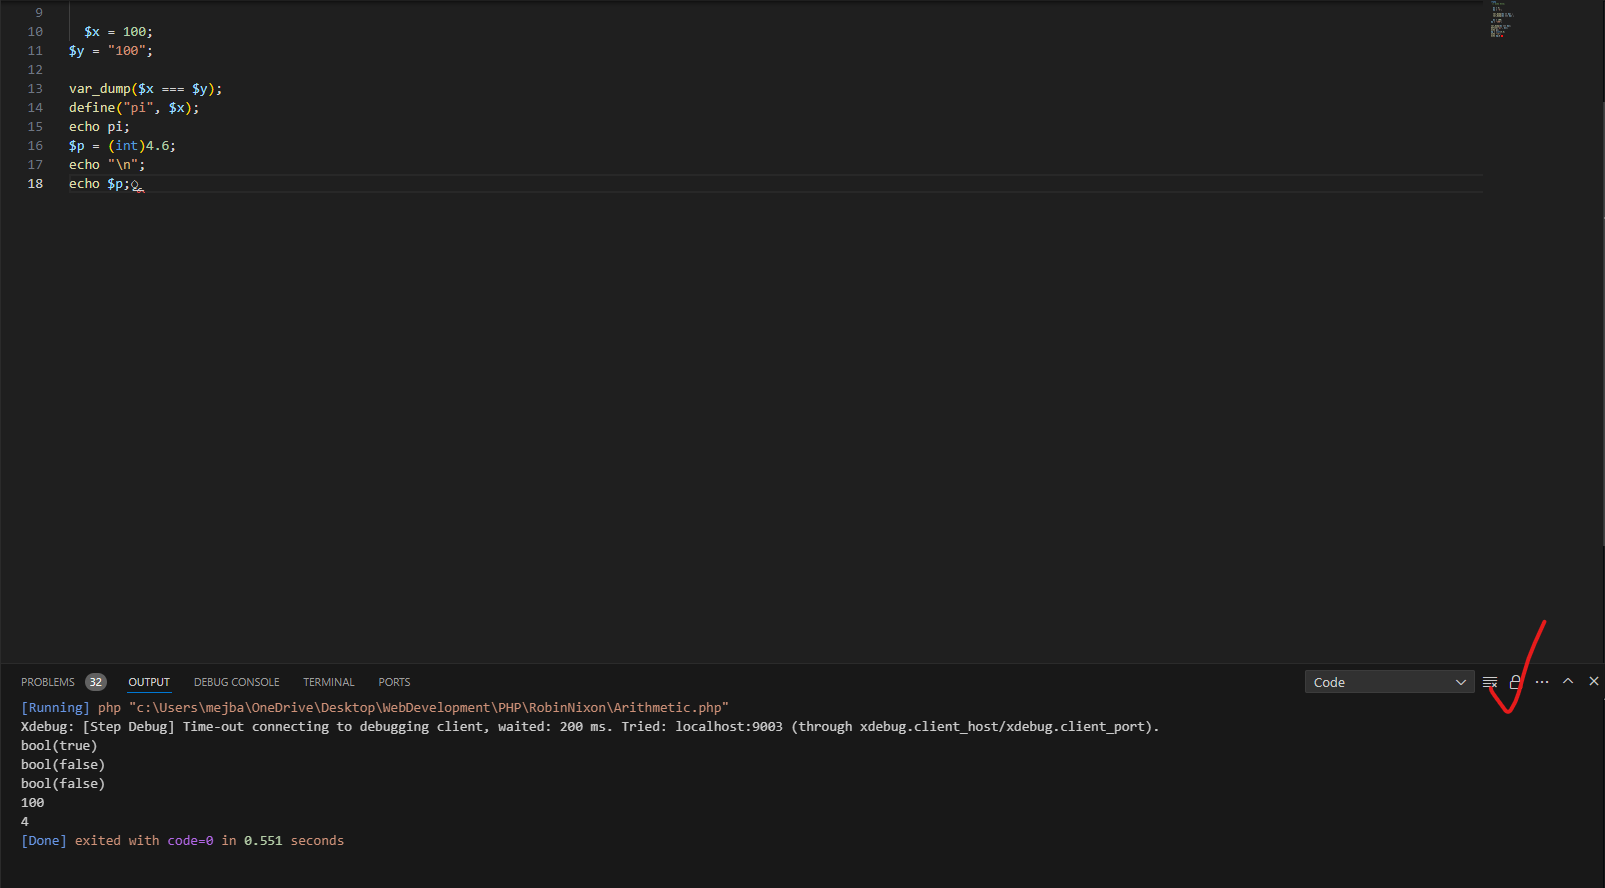 9
10 $x = 100;
11 $y = "100";
12
13 var_dump($x === $y);
14 define("pi", $x);
15 echo pi;
16 $p = (int)4.6;
17 echo "\n";
18 echo $p;
PROBLEMS 32 OUTPUT DEBUG CONSOLE TERMINAL PORTS Code
[Running] php "c:\Users\mejba\OneDrive\Desktop\WebDevelopment\PHP\RobinNixon\Arithmetic.php"
Xdebug: [Step Debug] Time-out connecting to debugging client, waited: 200 ms. Tried: localhost:9003 (through xdebug.client_host/xdebug.client_port).
bool(true)
bool(false)
bool(false)
100
4
[Done] exited with code=0 in 0.551 seconds